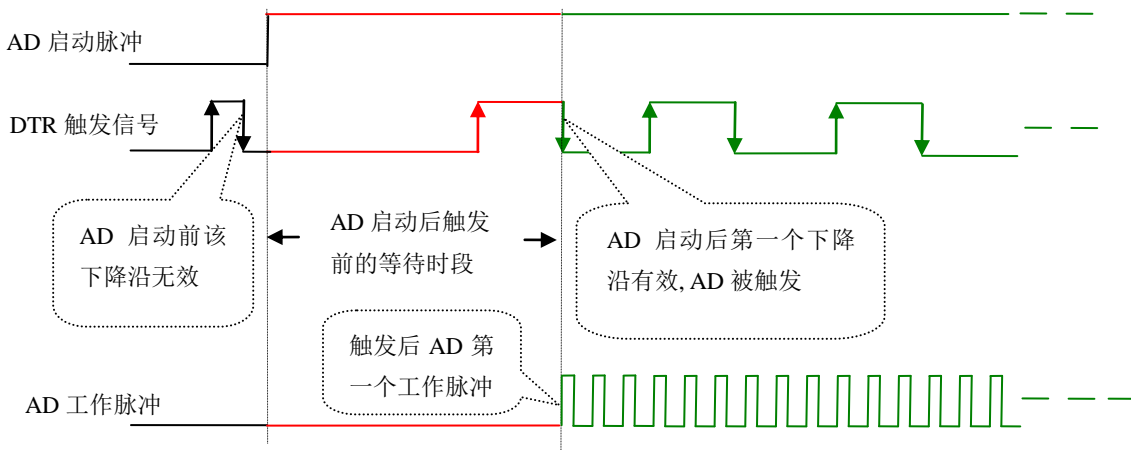 AD 启动脉冲
DTR 触发信号
AD 启动前该
下降沿无效
AD 启动后触发
前的等待时段
AD 启动后第一个下降
沿有效, AD 被触发
触发后 AD 第
一个工作脉冲
AD 工作脉冲